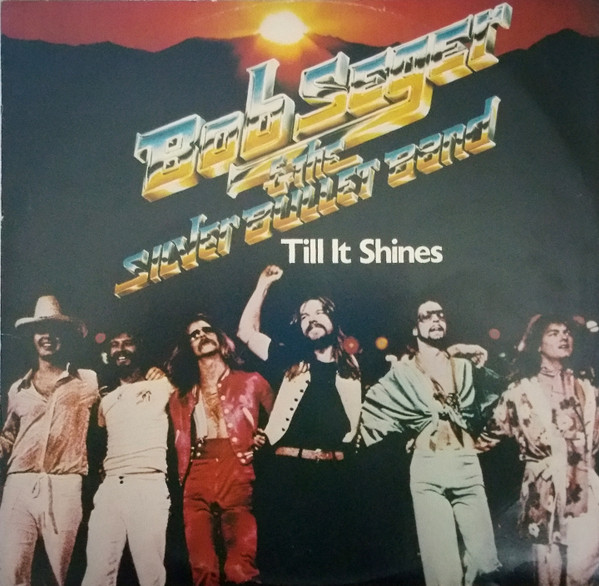 Bob Seger
& the
Silver Bullet Band
Till It Shines